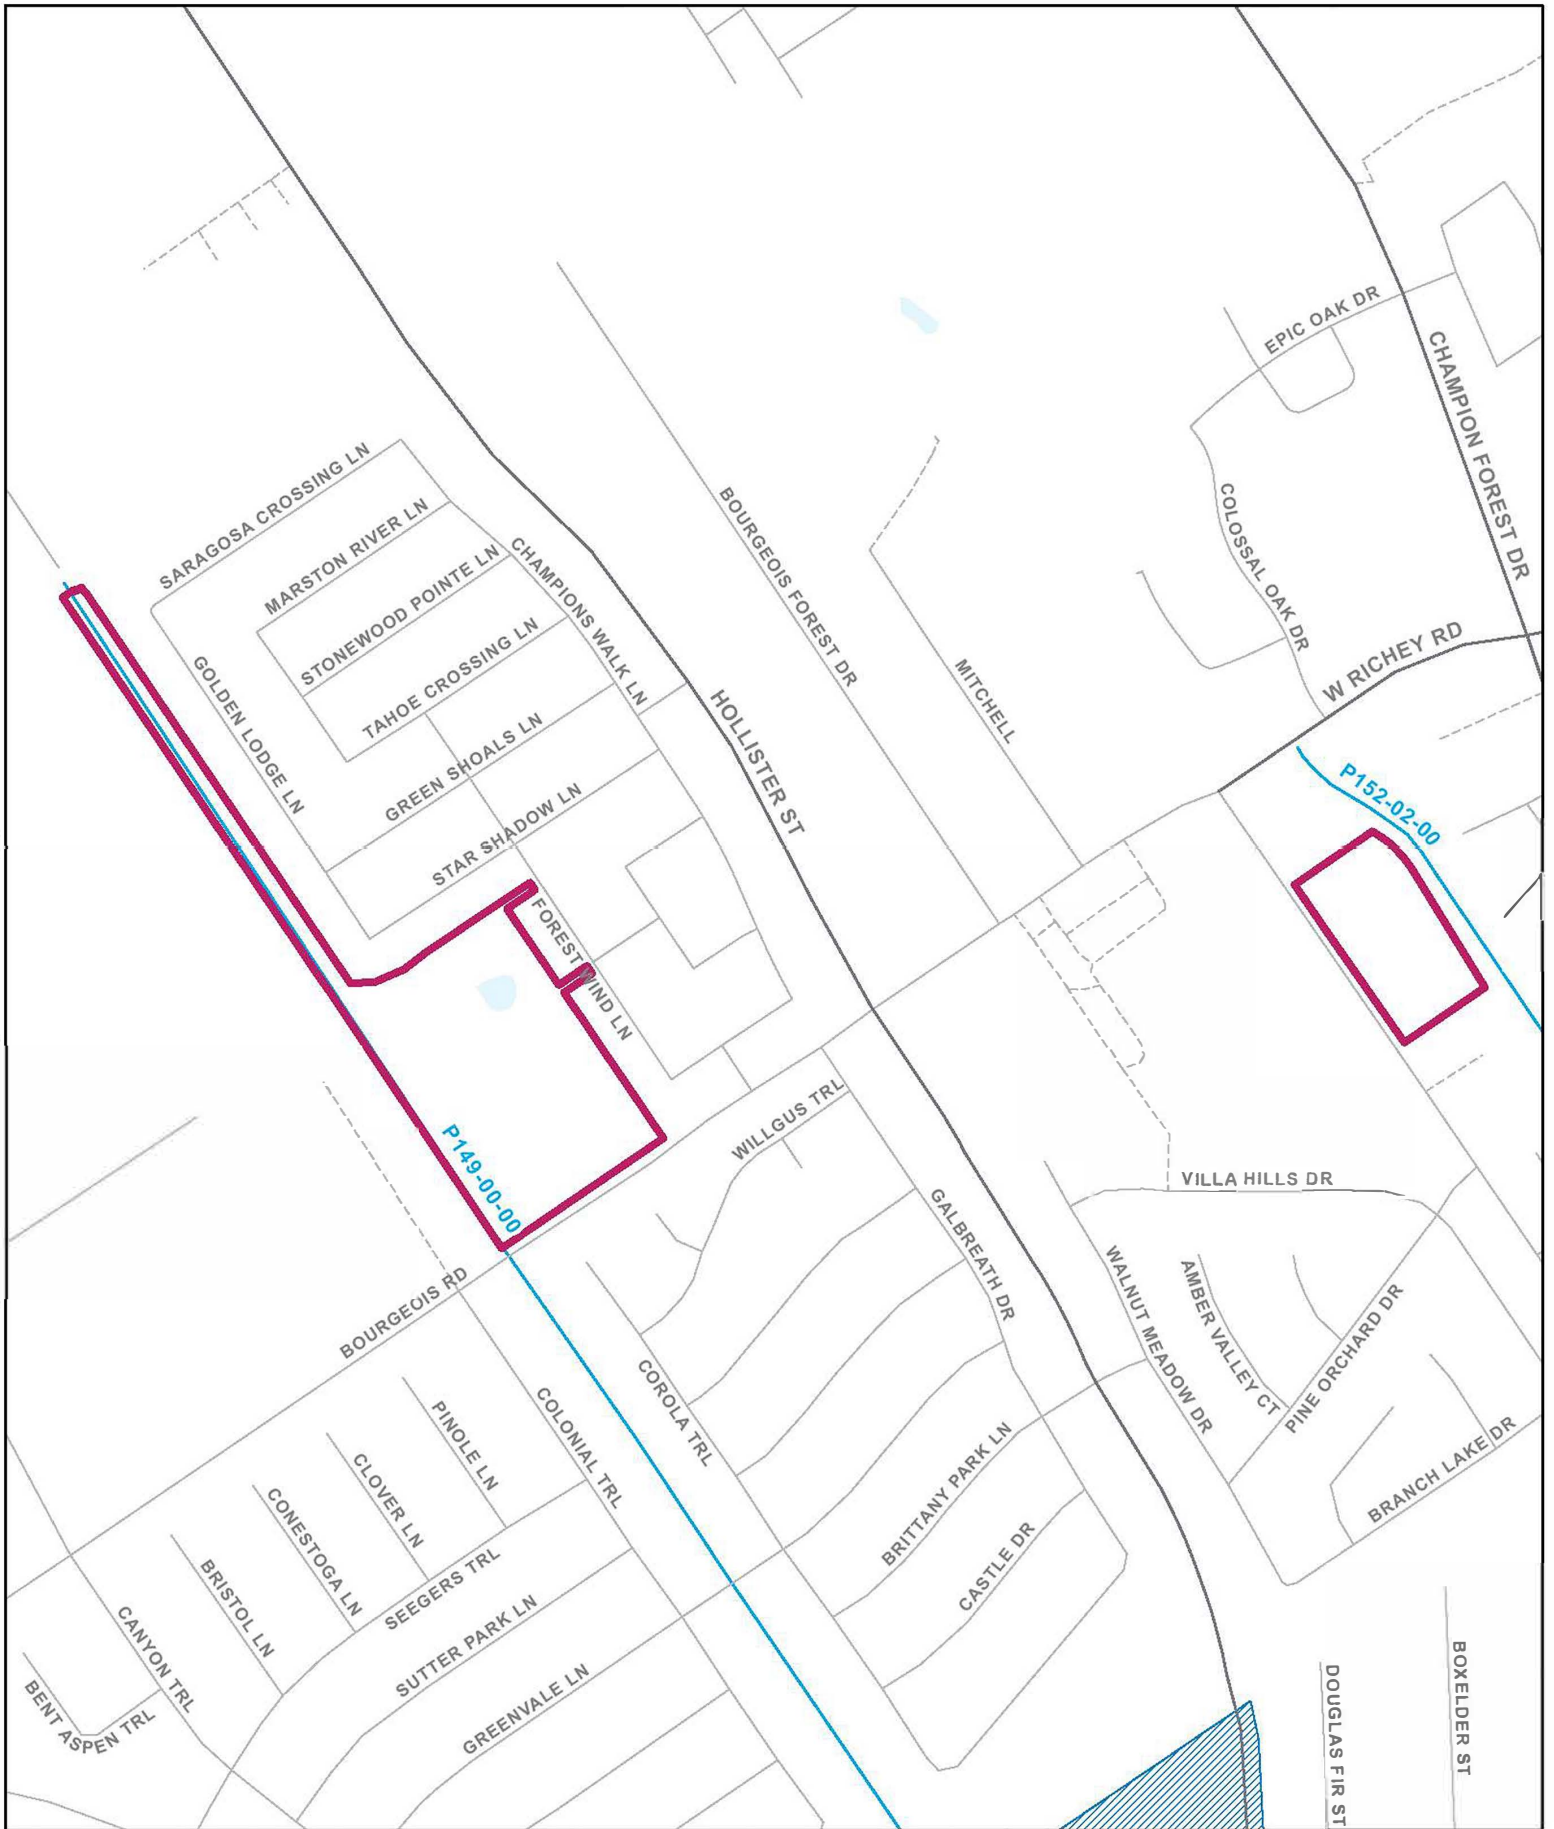 EPIC OAK DR
CHAMPION FOREST DR
SARAGOSA CROSSING LN
MARSTON RIVER LN
STONEWOOD POINTE LN
CHAMPIONS WALK LN
BOURGEOIS FOREST DR
COLOSSAL OAK DR
TAHOE CROSSING LN
GOLDEN LODGE LN
W RICHEY RD
MITCHELL
HOLLISTER ST
GREEN SHOALS LN
P152-02-00
STAR SHADOW LN
FOREST WIND LN
WILLGUS TRL
P149-00-00
VILLA HILLS DR
GALBREATH DR
BOURGEOIS RD
WALNUT MEADOW DR
AMBER VALLEY CT
PINE ORCHARD DR
COROLA TRL
COLONIAL TRL
PINOLE LN
CLOVER LN
CONESTOGA LN
BRISTOL LN
BRITTANY PARK LN
BRANCH LAKE DR
SEEGERS TRL
CASTLE DR
SUTTER PARK LN
CANYON TRL
GREENVALE LN
BENT ASPEN TRL
DOUGLAS FIR ST
BOXELDER ST